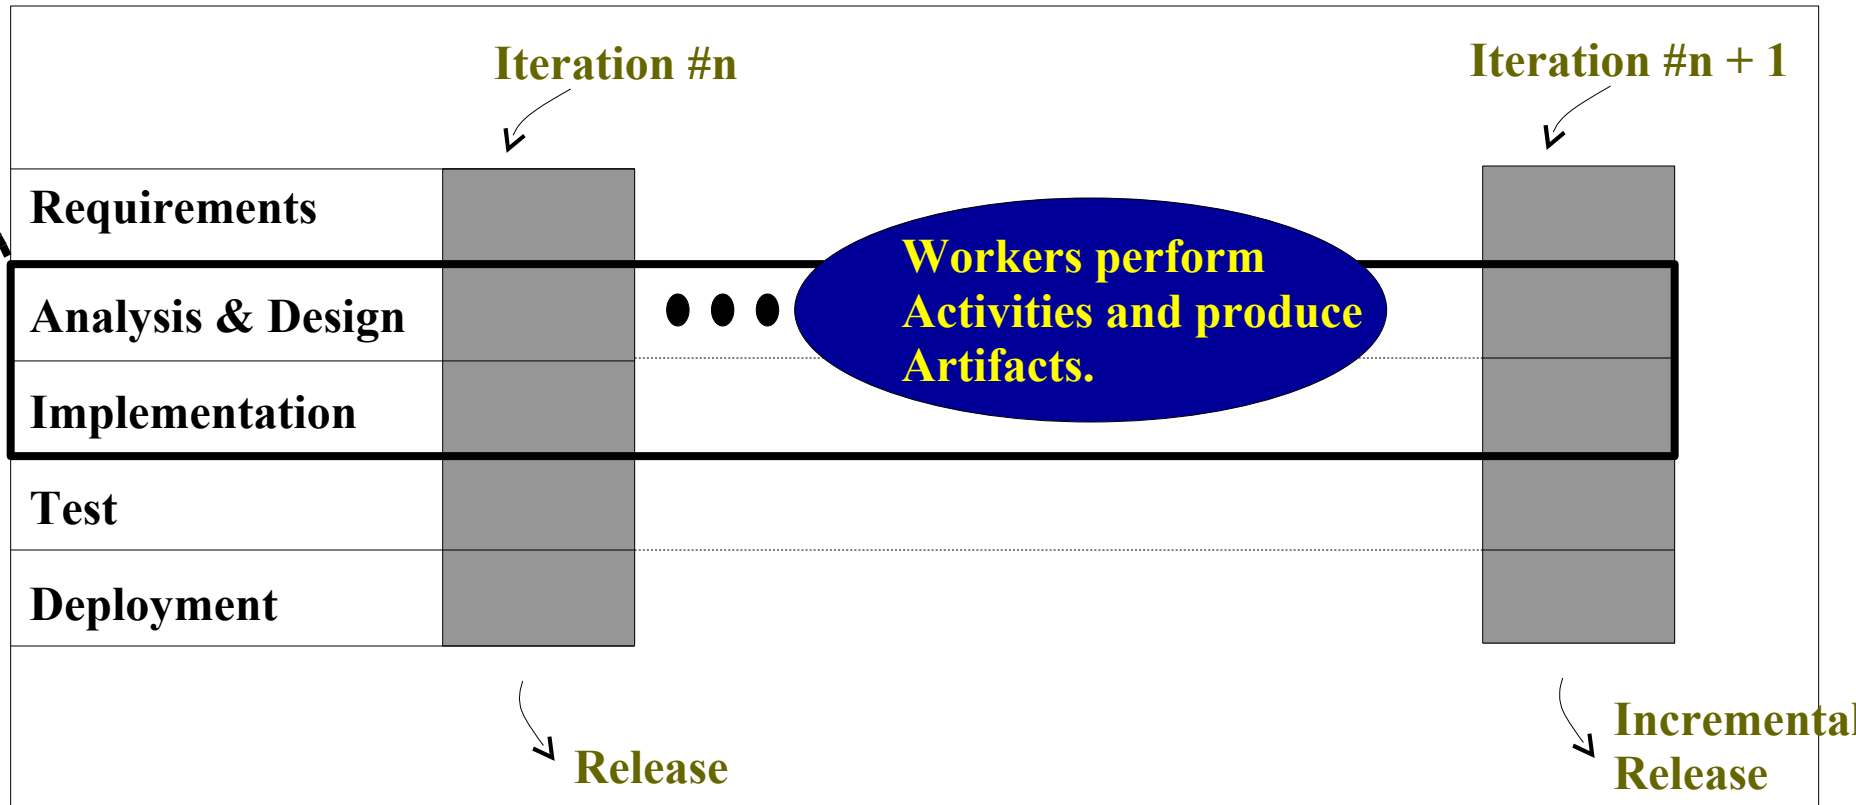 Iteration #n
Iteration #n + 1
Requirements
Analysis & Design
Implementation
Test
Deployment
Workers perform
Activities and produce
Artifacts.
Release
Incremental
Release